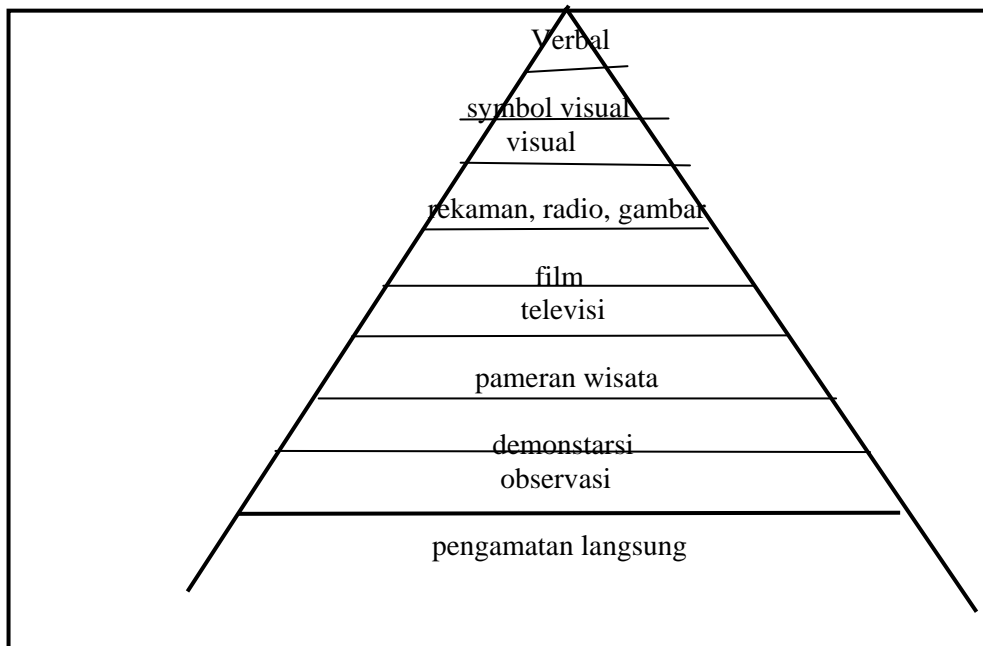 Verbal
symbol visual
visual
rekaman, radio, gambar
film
televisi
pameran wisata
demonstarsi
observasi
pengamatan langsung